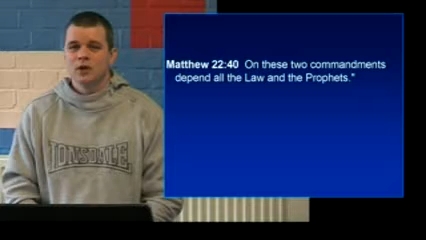 Matthew 22:40 On these two commandments
depend all the Law and the Prophets."
LONSDALE